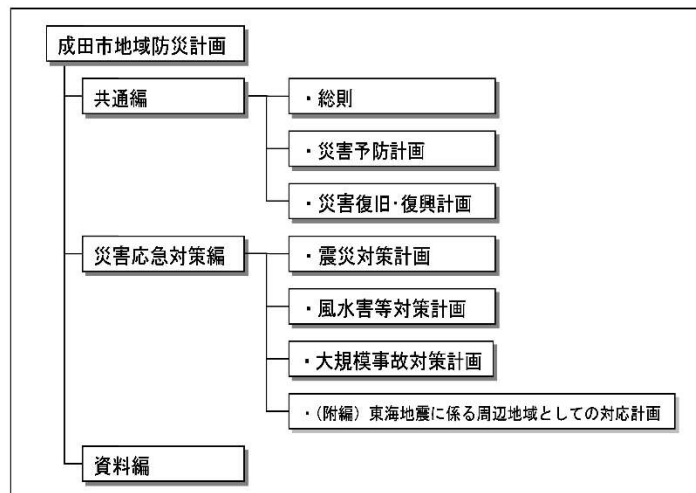 成田市地域防災計画
共通編
・総則
・災害予防計画
・災害復旧・復興計画
災害応急対策編
・震災対策計画
・風水害等対策計画
・大規模事故対策計画
・（附編）東海地震に係る周辺地域としての対応計画
資料編